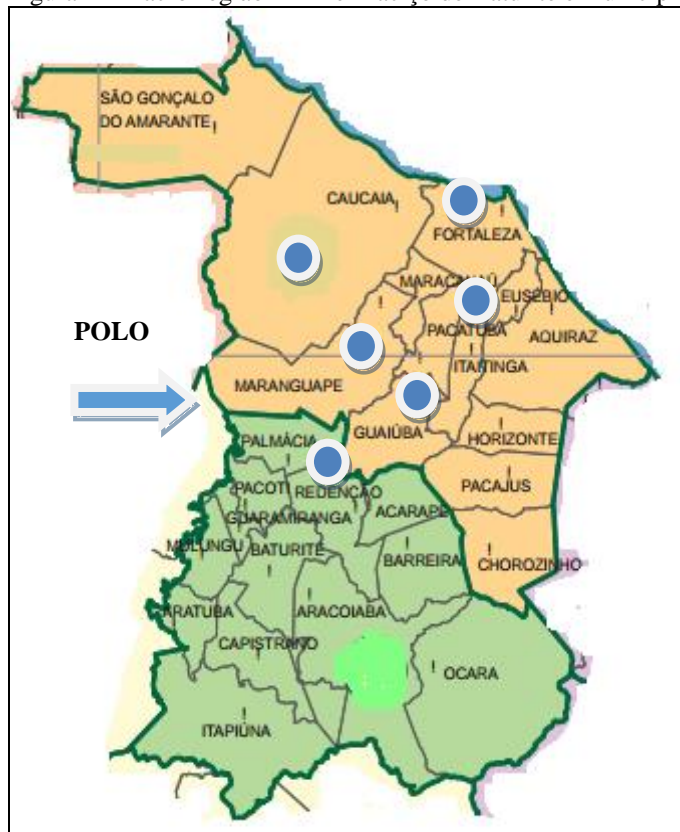 SÃO GONÇALO
DO AMARANTE
CAUCAIA
FORTALEZA
MARACANAÚ
EUSÉBIO
PACATUBA
AQUIRAZ
POLO
ITAITINGA
MARANGUAPE
GUAIÚBA
HORIZONTE
PALMÁCIA
PACOTI
REDENÇÃO
PACAJUS
GUARAMIRANGA
ACARAPE
MULUNGU
BATURITÉ
BARREIRA
CHOROZINHO
ARATUBA
ARACOIABA
CAPISTRANO
OCARA
ITAPIÚNA